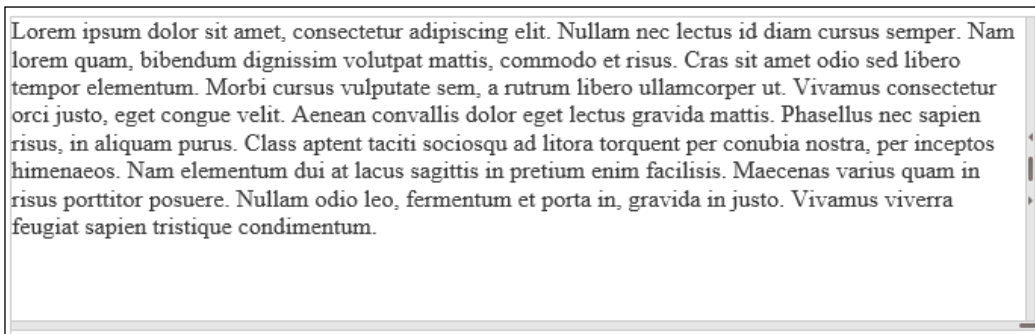 Lorem ipsum dolor sit amet, consectetur adipiscing elit. Nullam nec lectus id diam cursus semper. Nam
lorem quam, bibendum dignissim volutpat mattis, commodo et risus. Cras sit amet odio sed libero
tempor elementum. Morbi cursus vulputate sem, a rutrum libero ullamcorper ut. Vivamus consectetur
orci justo, eget congue velit. Aenean convallis dolor eget lectus gravida mattis. Phasellus nec sapien
risus, in aliquam purus. Class aptent taciti sociosqu ad litora torquent per conubia nostra, per inceptos
himenaeos. Nam elementum dui at lacus sagittis in pretium enim facilisis. Maecenas varius quam in
risus porttitor posuere. Nullam odio leo, fermentum et porta in, gravida in justo. Vivamus viverra
feugiat sapien tristique condimentum.